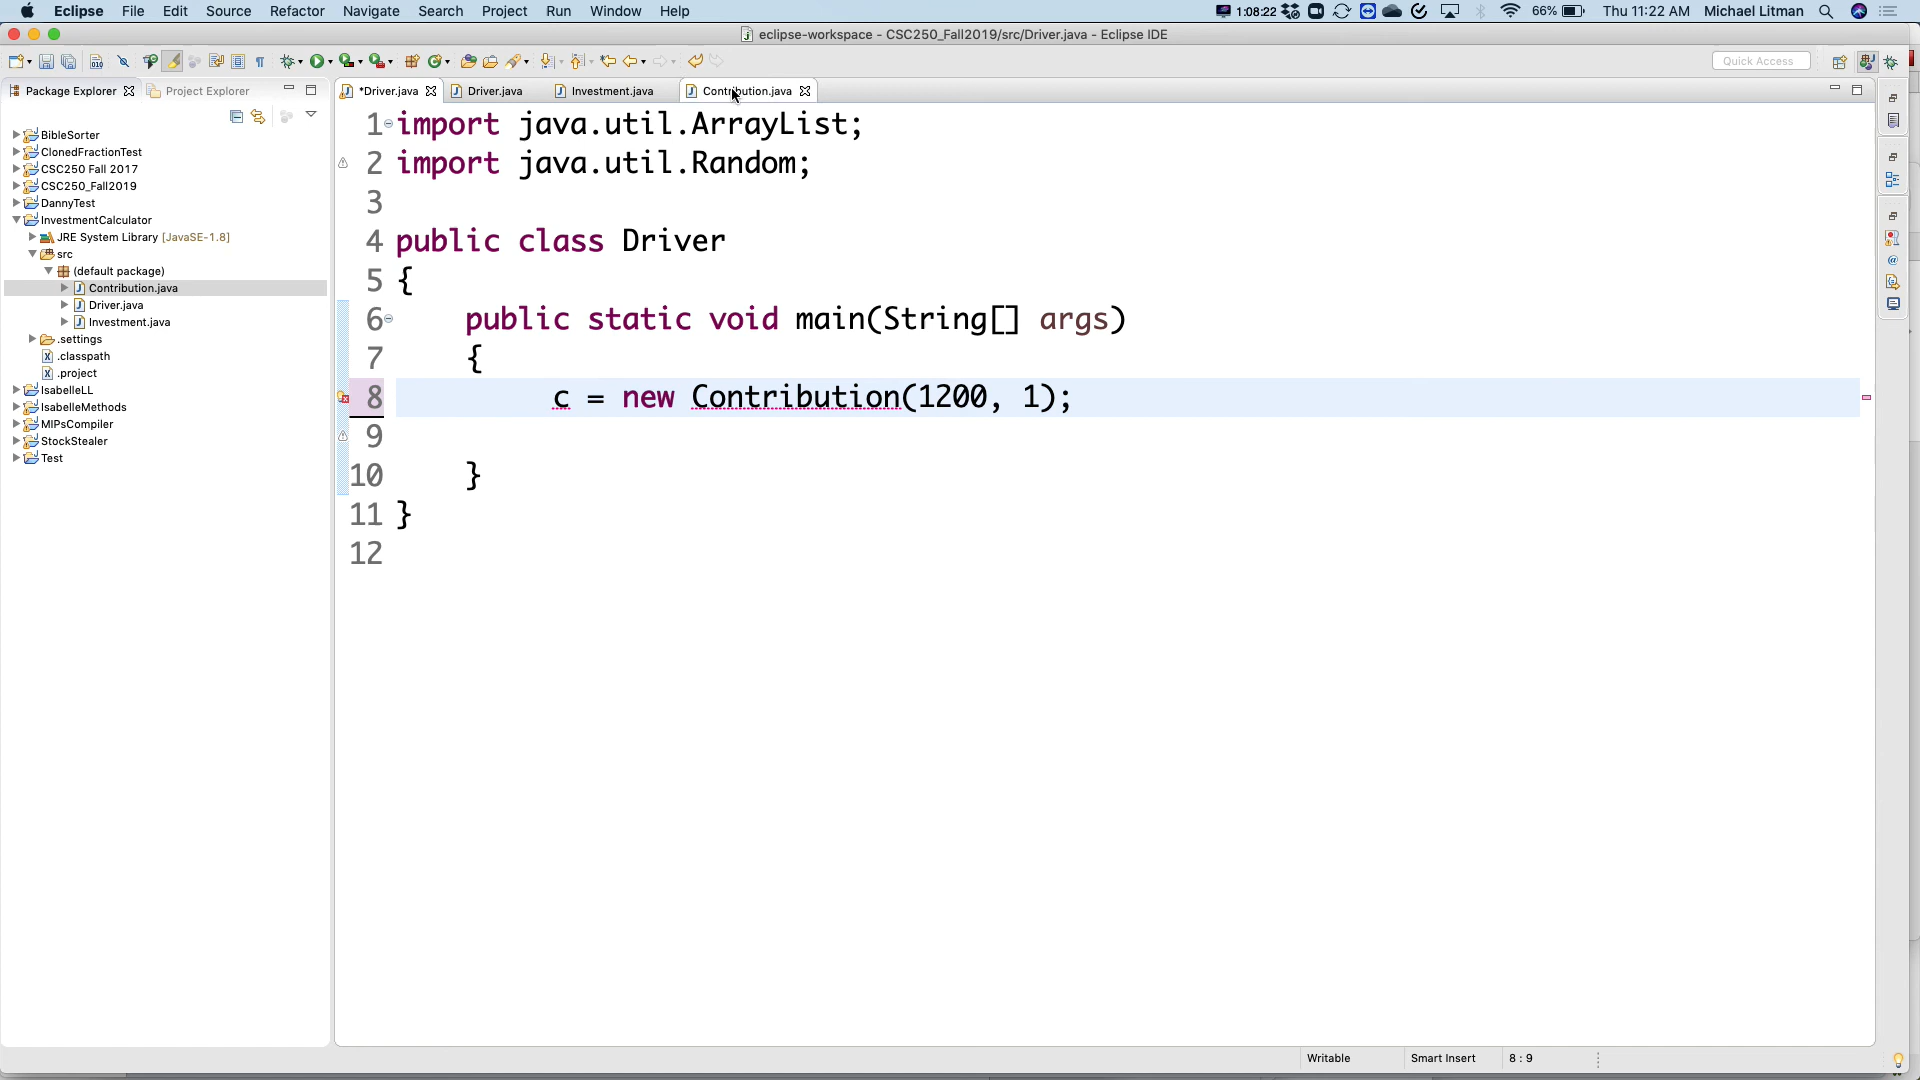 Eclipse File Edit Source Refactor Navigate Search Project Run Window Help 1:08:22 66% Thu 11:22 AM Michael Litman
eclipse-workspace - CSC250_Fall2019/src/Driver.java - Eclipse IDE
Quick Access
Package Explorer Project Explorer
*Driver.java Driver.java Investment.java Contribution.java
BibleSorter
ClonedFractionTest
CSC250 Fall 2017
CSC250_Fall2019
DannyTest
InvestmentCalculator
JRE System Library [JavaSE-1.8]
src
(default package)
Contribution.java
Driver.java
Investment.java
.settings
.classpath
.project
IsabelleLL
IsabelleMethods
MIPsCompiler
StockStealer
Test
1 import java.util.ArrayList;
2 import java.util.Random;
3
4 public class Driver
5 {
6 public static void main(String[] args)
7 {
8 c = new Contribution(1200, 1);
9
10 }
11 }
12
Writable Smart Insert 8 : 9